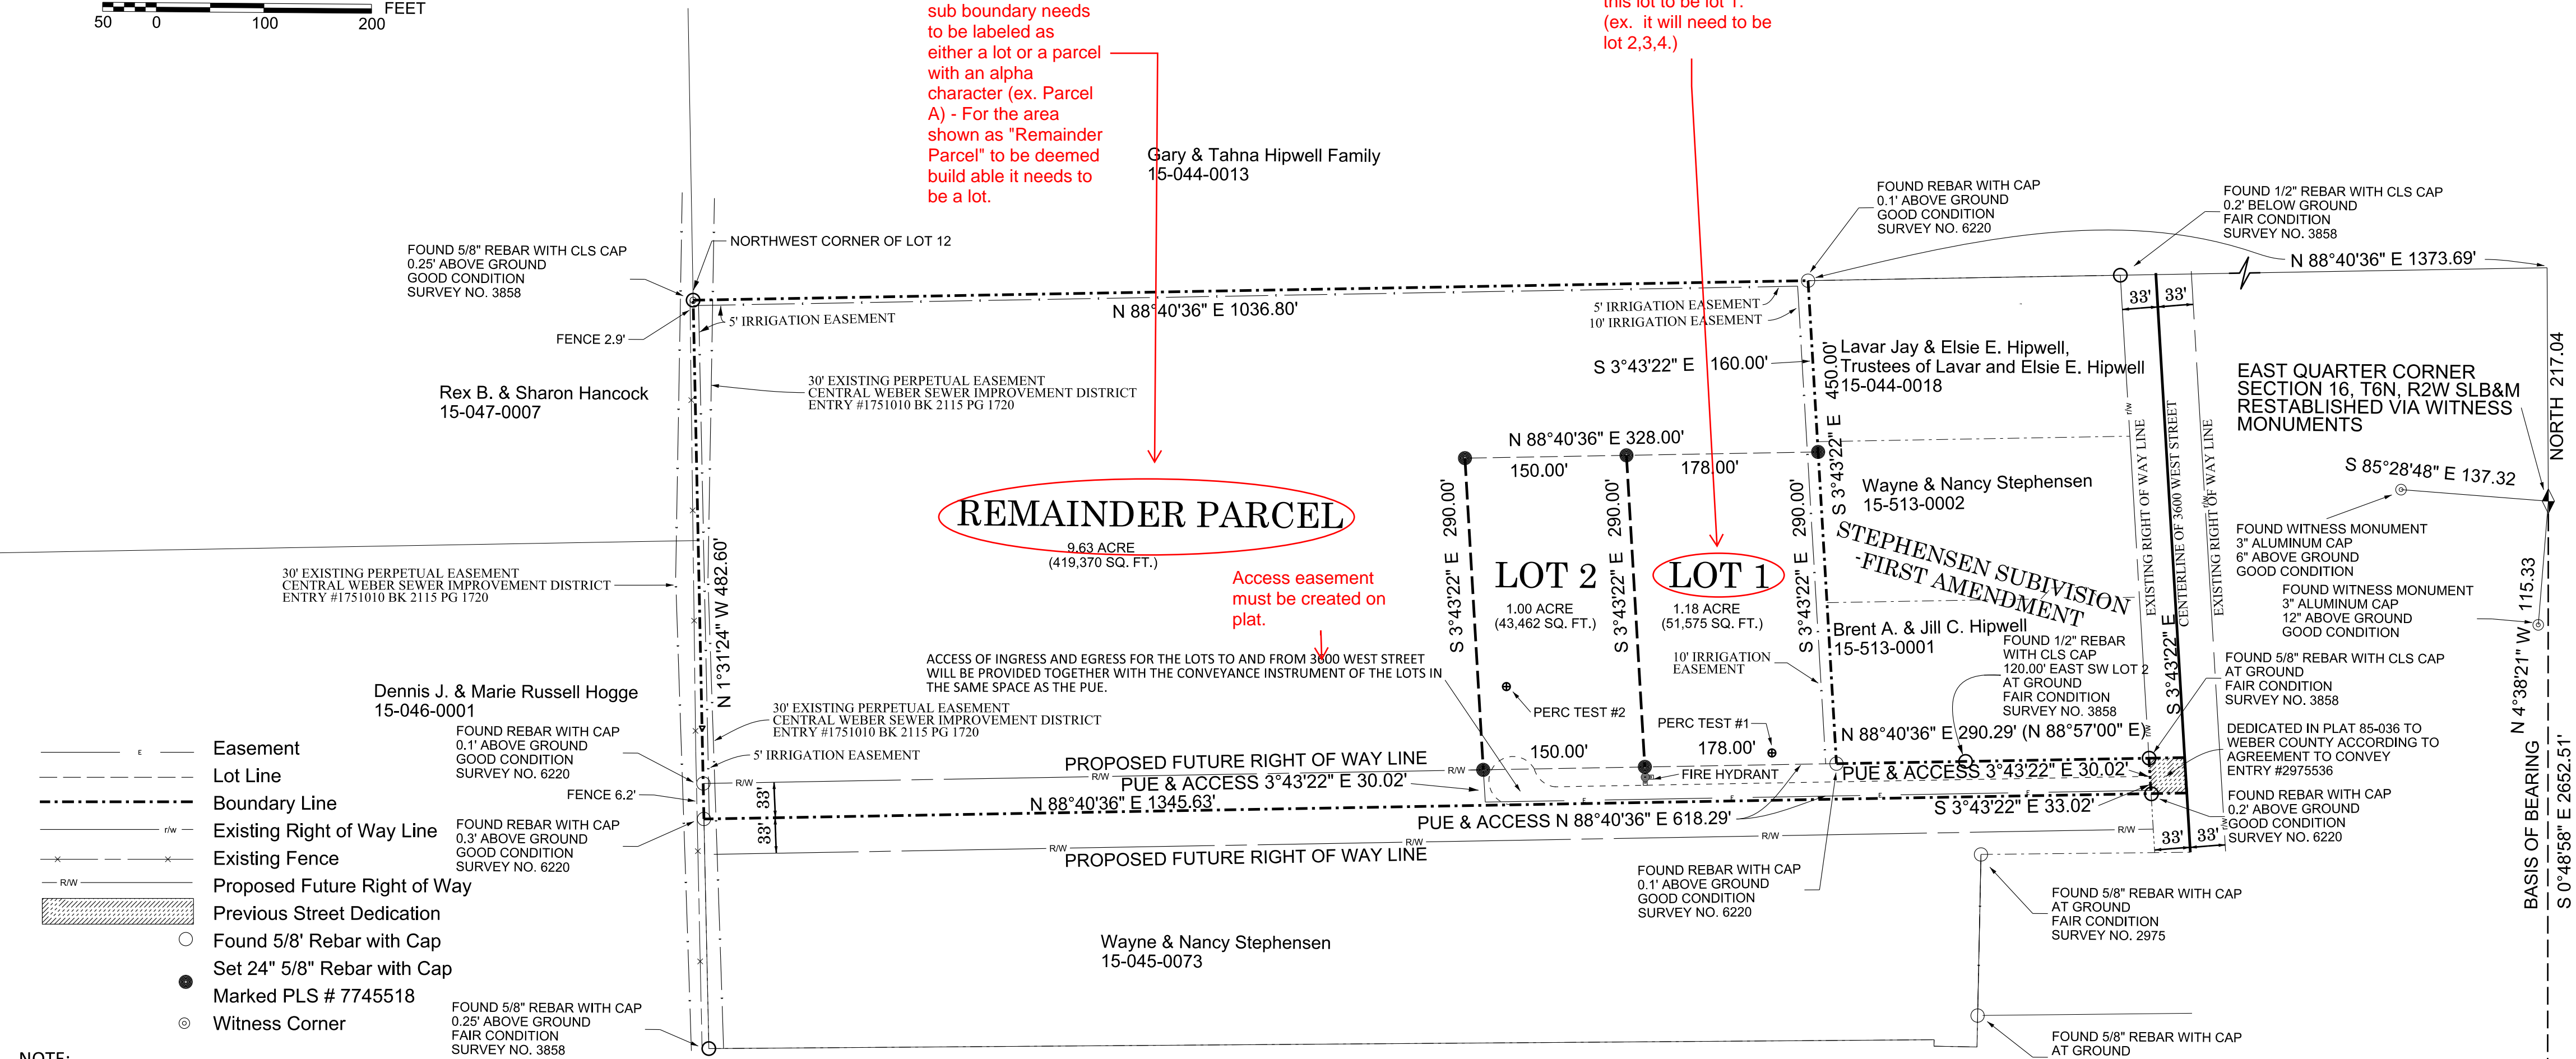 FEET
50 0 100 200
sub boundary needs
to be labeled as
either a lot or a parcel
with an alpha
character (ex. Parcel
A) - For the area
shown as "Remainder
Parcel" to be deemed
build able it needs to
be a lot.
this lot to be lot 1.
(ex. it will need to be
lot 2,3,4.)
Gary & Tahna Hipwell Family
15-044-0013
FOUND REBAR WITH CAP
0.1' ABOVE GROUND
GOOD CONDITION
SURVEY NO. 6220
FOUND 1/2" REBAR WITH CLS CAP
0.2' BELOW GROUND
FAIR CONDITION
SURVEY NO. 3858
FOUND 5/8" REBAR WITH CLS CAP
0.25' ABOVE GROUND
GOOD CONDITION
SURVEY NO. 3858
NORTHWEST CORNER OF LOT 12
N 88°40'36" E 1373.69'
33' 33'
5' IRRIGATION EASEMENT
N 88°40'36" E 1036.80'
5' IRRIGATION EASEMENT
10' IRRIGATION EASEMENT
FENCE 2.9'
S 3°43'22" E 160.00'
S 3°43'22" E 450.00'
Lavar Jay & Elsie E. Hipwell,
Trustees of Lavar and Elsie E. Hipwell
15-044-0018
NORTH 217.04
EAST QUARTER CORNER
SECTION 16, T6N, R2W SLB&M
RESTABLISHED VIA WITNESS
MONUMENTS
Rex B. & Sharon Hancock
15-047-0007
30' EXISTING PERPETUAL EASEMENT
CENTRAL WEBER SEWER IMPROVEMENT DISTRICT
ENTRY #1751010 BK 2115 PG 1720
N 88°40'36" E 328.00'
150.00' 178.00'
S 85°28'48" E 137.32
Wayne & Nancy Stephensen
15-513-0002
REMAINDER PARCEL
9.63 ACRE
(419,370 SQ. FT.)
S 3°43'22" E 290.00'
S 3°43'22" E 290.00'
S 3°43'22" E 290.00'
LOT 2
1.00 ACRE
(43,462 SQ. FT.)
LOT 1
1.18 ACRE
(51,575 SQ. FT.)
STEPHENSEN SUBIVISION
-FIRST AMENDMENT
r/w
EXISTING RIGHT OF WAY LINE
CENTERLINE OF 3600 WEST STREET
S 3°43'22" E
EXISTING RIGHT OF WAY LINE
r/w
FOUND WITNESS MONUMENT
3" ALUMINUM CAP
6" ABOVE GROUND
GOOD CONDITION
FOUND WITNESS MONUMENT
3" ALUMINUM CAP
12" ABOVE GROUND
GOOD CONDITION
N 4°38'21" W 115.33
30' EXISTING PERPETUAL EASEMENT
CENTRAL WEBER SEWER IMPROVEMENT DISTRICT
ENTRY #1751010 BK 2115 PG 1720
N 1°31'24" W 482.60'
Access easement
must be created on
plat.
ACCESS OF INGRESS AND EGRESS FOR THE LOTS TO AND FROM 3600 WEST STREET
WILL BE PROVIDED TOGETHER WITH THE CONVEYANCE INSTRUMENT OF THE LOTS IN
THE SAME SPACE AS THE PUE.
10' IRRIGATION
EASEMENT
Brent A. & Jill C. Hipwell
15-513-0001
FOUND 1/2" REBAR
WITH CLS CAP
120.00' EAST SW LOT 2
AT GROUND
FAIR CONDITION
SURVEY NO. 3858
FOUND 5/8" REBAR WITH CLS CAP
AT GROUND
FAIR CONDITION
SURVEY NO. 3858
Dennis J. & Marie Russell Hogge
15-046-0001
30' EXISTING PERPETUAL EASEMENT
CENTRAL WEBER SEWER IMPROVEMENT DISTRICT
ENTRY #1751010 BK 2115 PG 1720
PERC TEST #2
PERC TEST #1
FOUND REBAR WITH CAP
0.1' ABOVE GROUND
GOOD CONDITION
SURVEY NO. 6220
5' IRRIGATION EASEMENT
N 88°40'36" E 290.29' (N 88°57'00" E)
r/w
DEDICATED IN PLAT 85-036 TO
WEBER COUNTY ACCORDING TO
AGREEMENT TO CONVEY
ENTRY #2975536
150.00' 178.00'
R/W
PROPOSED FUTURE RIGHT OF WAY LINE
R/W
R/W
FIRE HYDRANT
PUE & ACCESS 3°43'22" E 30.02'
PUE & ACCESS 3°43'22" E 30.02'
FENCE 6.2'
33'
33'
N 88°40'36" E 1345.63'
E E E E
S 3°43'22" E 33.02'
PUE & ACCESS N 88°40'36" E 618.29'
FOUND REBAR WITH CAP
0.2' ABOVE GROUND
GOOD CONDITION
SURVEY NO. 6220
FOUND REBAR WITH CAP
0.3' ABOVE GROUND
GOOD CONDITION
SURVEY NO. 6220
R/W
R/W
R/W
R/W
PROPOSED FUTURE RIGHT OF WAY LINE
33' 33'
r/w
FOUND REBAR WITH CAP
0.1' ABOVE GROUND
GOOD CONDITION
SURVEY NO. 6220
FOUND 5/8" REBAR WITH CAP
AT GROUND
FAIR CONDITION
SURVEY NO. 2975
BASIS OF BEARING
S 0°48'58" E 2652.51'
Wayne & Nancy Stephensen
15-045-0073
E
Easement
Lot Line
Boundary Line
r/w
Existing Right of Way Line
Existing Fence
R/W
Proposed Future Right of Way
Previous Street Dedication
Found 5/8' Rebar with Cap
Set 24" 5/8" Rebar with Cap
Marked PLS # 7745518
Witness Corner
FOUND 5/8" REBAR WITH CAP
0.25' ABOVE GROUND
FAIR CONDITION
SURVEY NO. 3858
FOUND 5/8" REBAR WITH CAP
AT GROUND
NOTE: